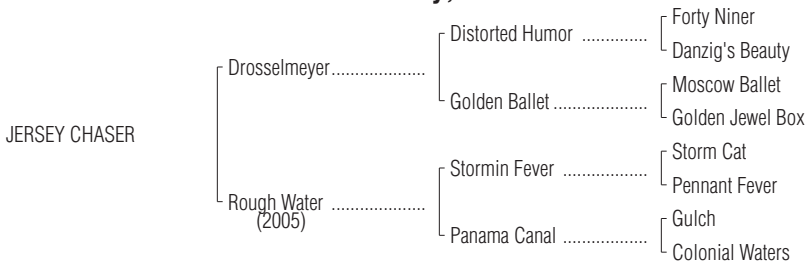 Forty Niner
Distorted Humor ..............
Danzig's Beauty
Drosselmeyer....................
Moscow Ballet
Golden Ballet ....................
Golden Jewel Box
JERSEY CHASER
Storm Cat
Stormin Fever ..................
Pennant Fever
Rough Water ....................
(2005)
Gulch
Panama Canal ..................
Colonial Waters